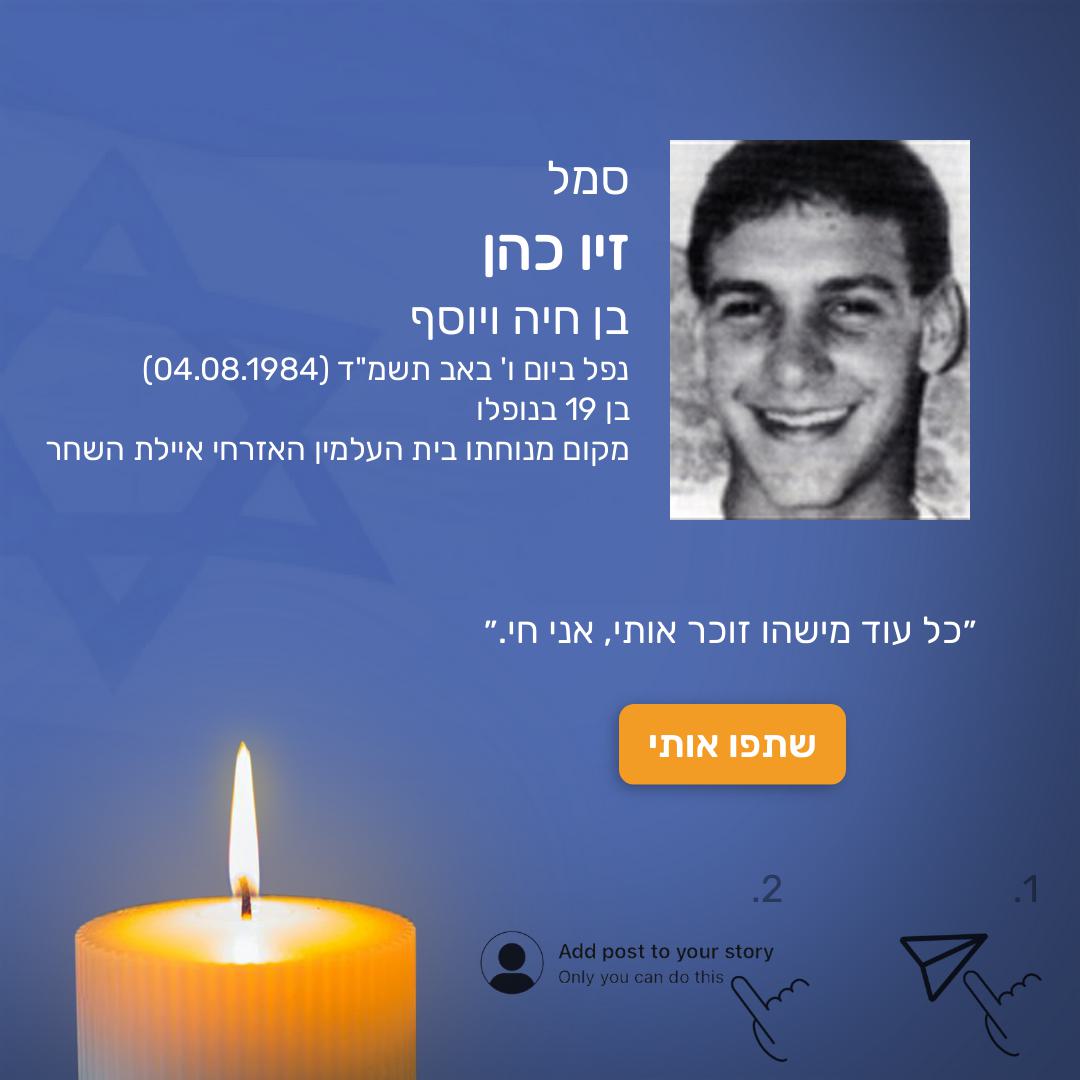 סמל
זיו כהן
בן חיה ויוסף
נפל ביום ו' באב תשמ"ד (04.08.1984)
בן 19 בנופלו
מקום מנוחתו בית העלמין האזרחי איילת השחר
״כל עוד מישהו זוכר אותי, אני חי.״
שתפו אותי
1.
2.
Add post to your story
Only you can do this